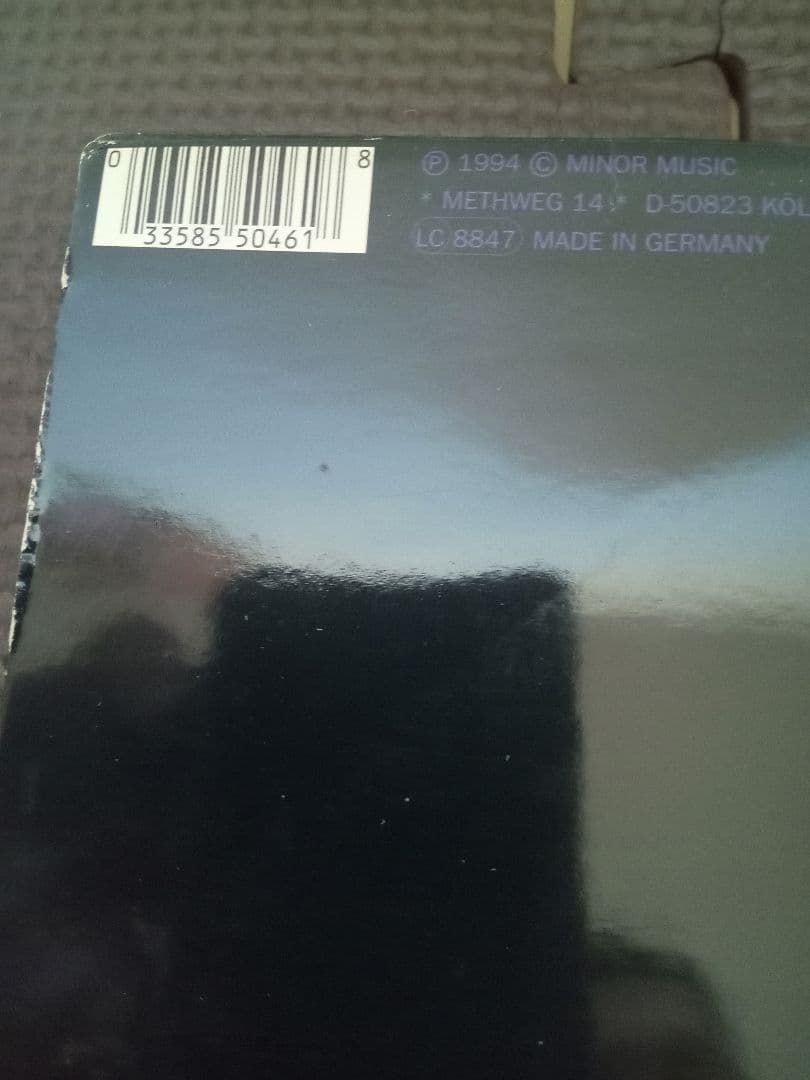 0 33585 50461 8
Ⓟ 1994 © MINOR MUSIC
* METHWEG 14 * D-50823 KÖL
LC 8847 MADE IN GERMANY